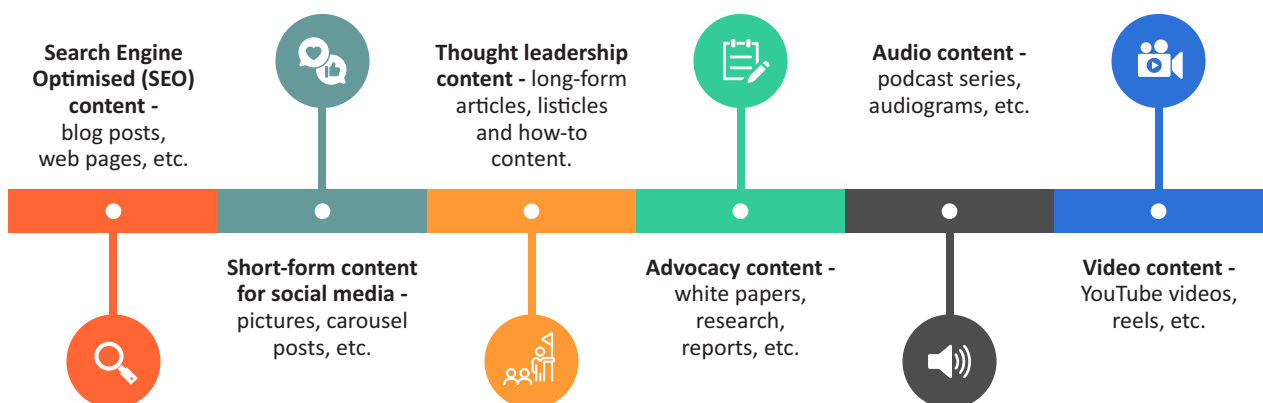 Search Engine
Optimised (SEO)
content -
blog posts,
web pages, etc.
Short-form content
for social media -
pictures, carousel
posts, etc.
Thought leadership
content - long-form
articles, listicles
and how-to
content.
Advocacy content -
white papers,
research,
reports, etc.
Audio content -
podcast series,
audiograms, etc.
Video content -
YouTube videos,
reels, etc.